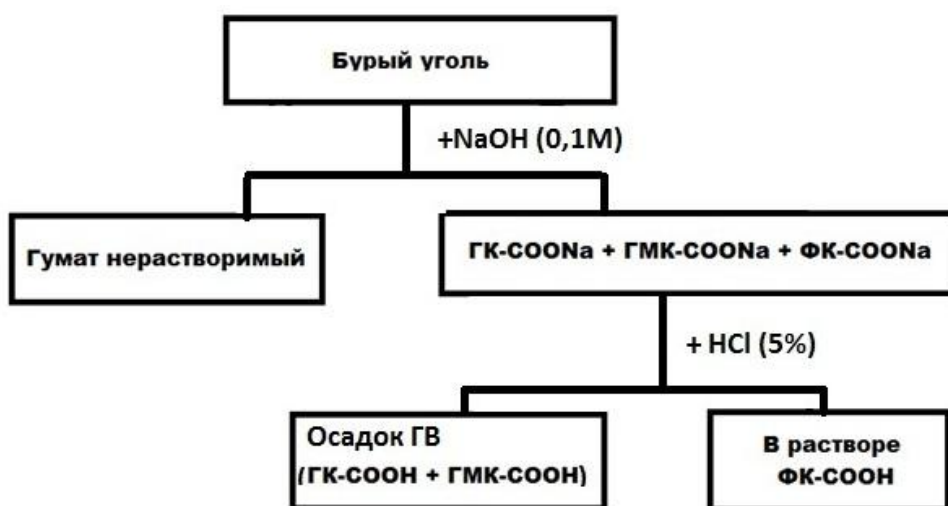 Бурый уголь
+NaOH (0,1M)
Гумат нерастворимый
ГК-COONa + ГМК-COONa + ФК-COONa
+ HCl (5%)
Осадок ГВ
(ГК-COOH + ГМК-COOH)
В растворе
ФК-COOH